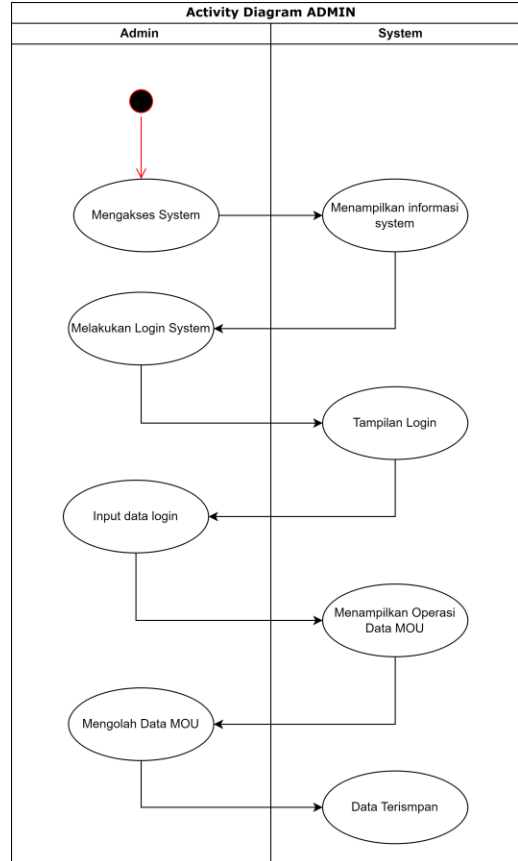 Activity Diagram ADMIN
Admin
System
Mengakses System
Menampilkan informasi
system
Melakukan Login System
Tampilan Login
Input data login
Menampilkan Operasi
Data MOU
Mengolah Data MOU
Data Terismpan